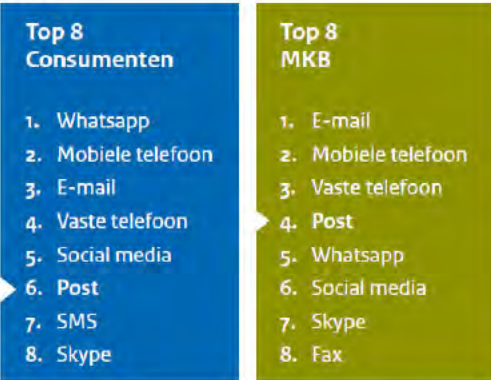 Top 8
Consumenten
1. Whatsapp
2. Mobiele telefoon
3. E-mail
4. Vaste telefoon
5. Social media
6. Post
7. SMS
8. Skype
Top 8
MKB
1. E-mail
2. Mobiele telefoon
3. Vaste telefoon
4. Post
5. Whatsapp
6. Social media
7. Skype
8. Fax